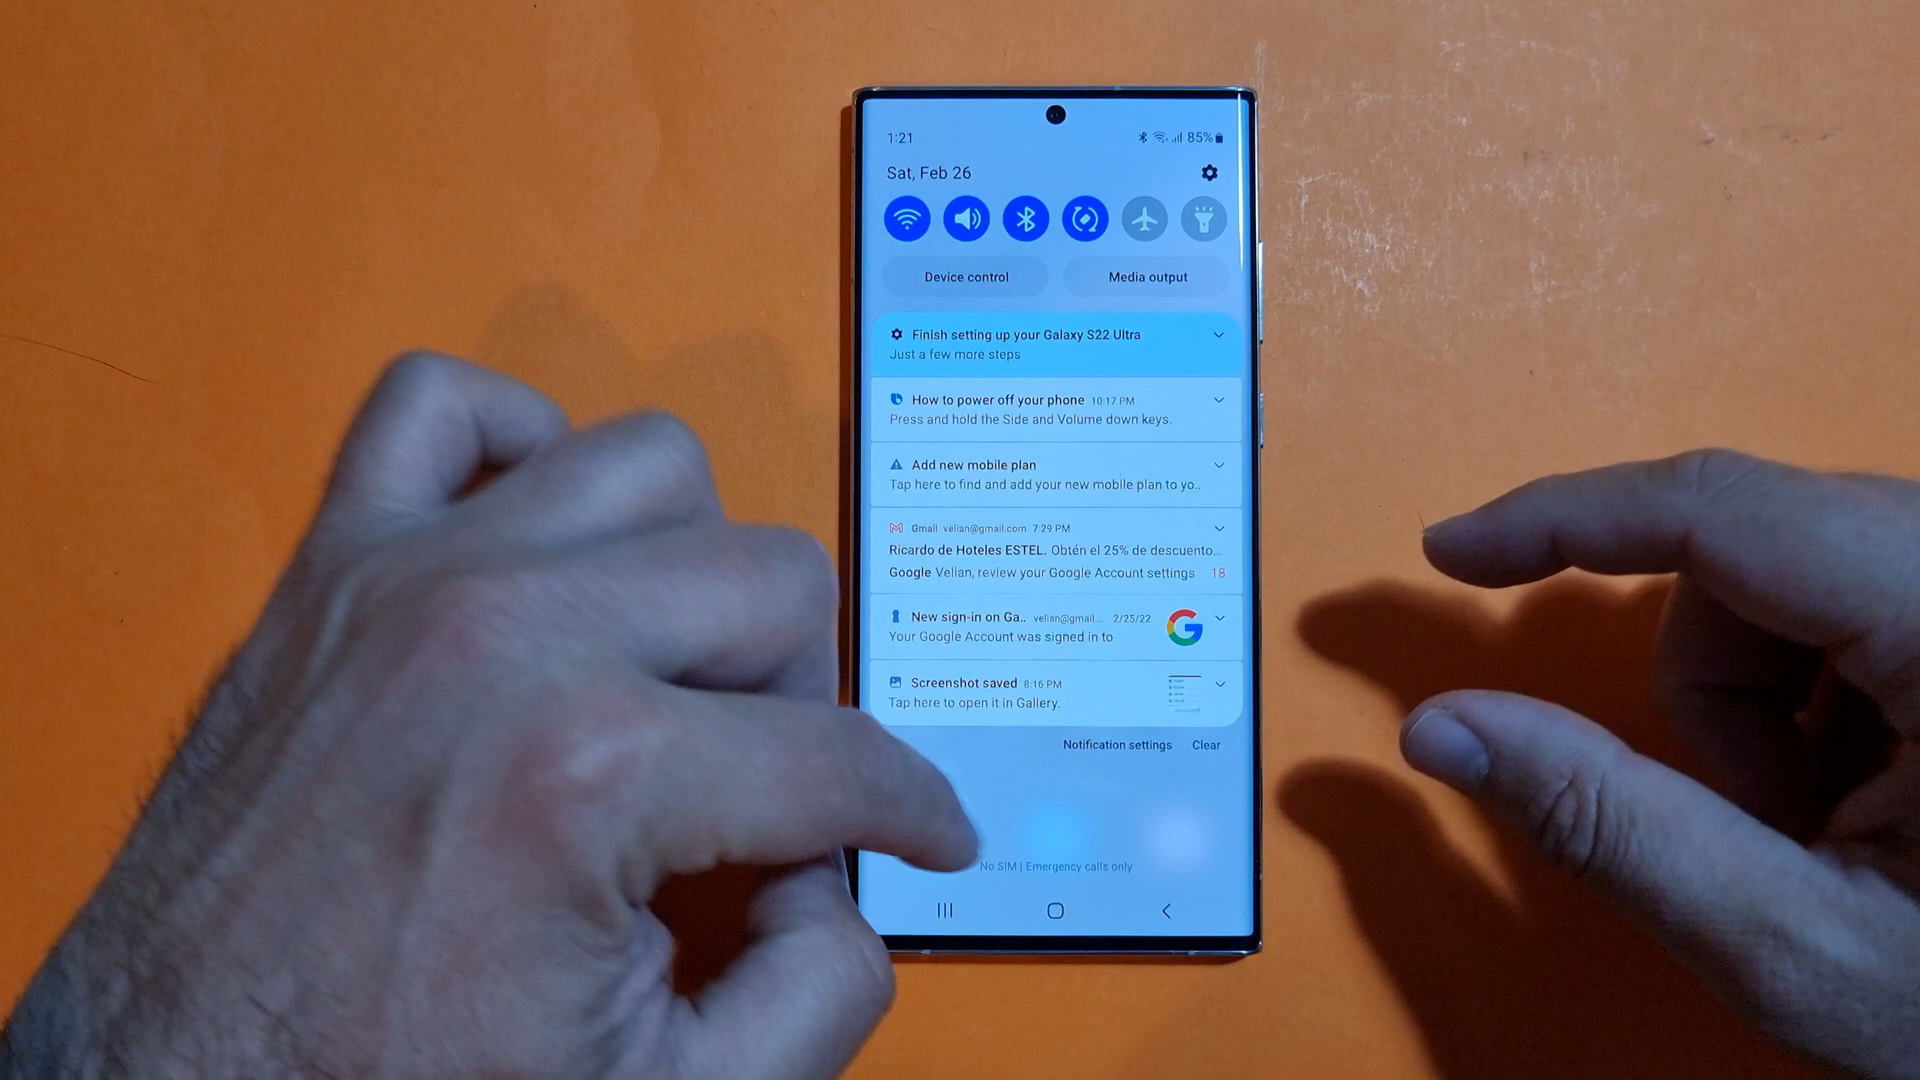 1:21
85%
Sat, Feb 26
Device control
Media output
Finish setting up your Galaxy S22 Ultra
Just a few more steps
How to power off your phone 10:17 PM
Press and hold the Side and Volume down keys.
Add new mobile plan
Tap here to find and add your new mobile plan to yo..
Gmail velian@gmail.com 7:29 PM
Ricardo de Hoteles ESTEL. Obtén el 25% de descuento...
Google Velian, review your Google Account settings 18
New sign-in on Ga.. velian@gmail... 2/25/22
Your Google Account was signed in to
Screenshot saved 8:16 PM
Tap here to open it in Gallery.
Notification settings
Clear
No SIM | Emergency calls only